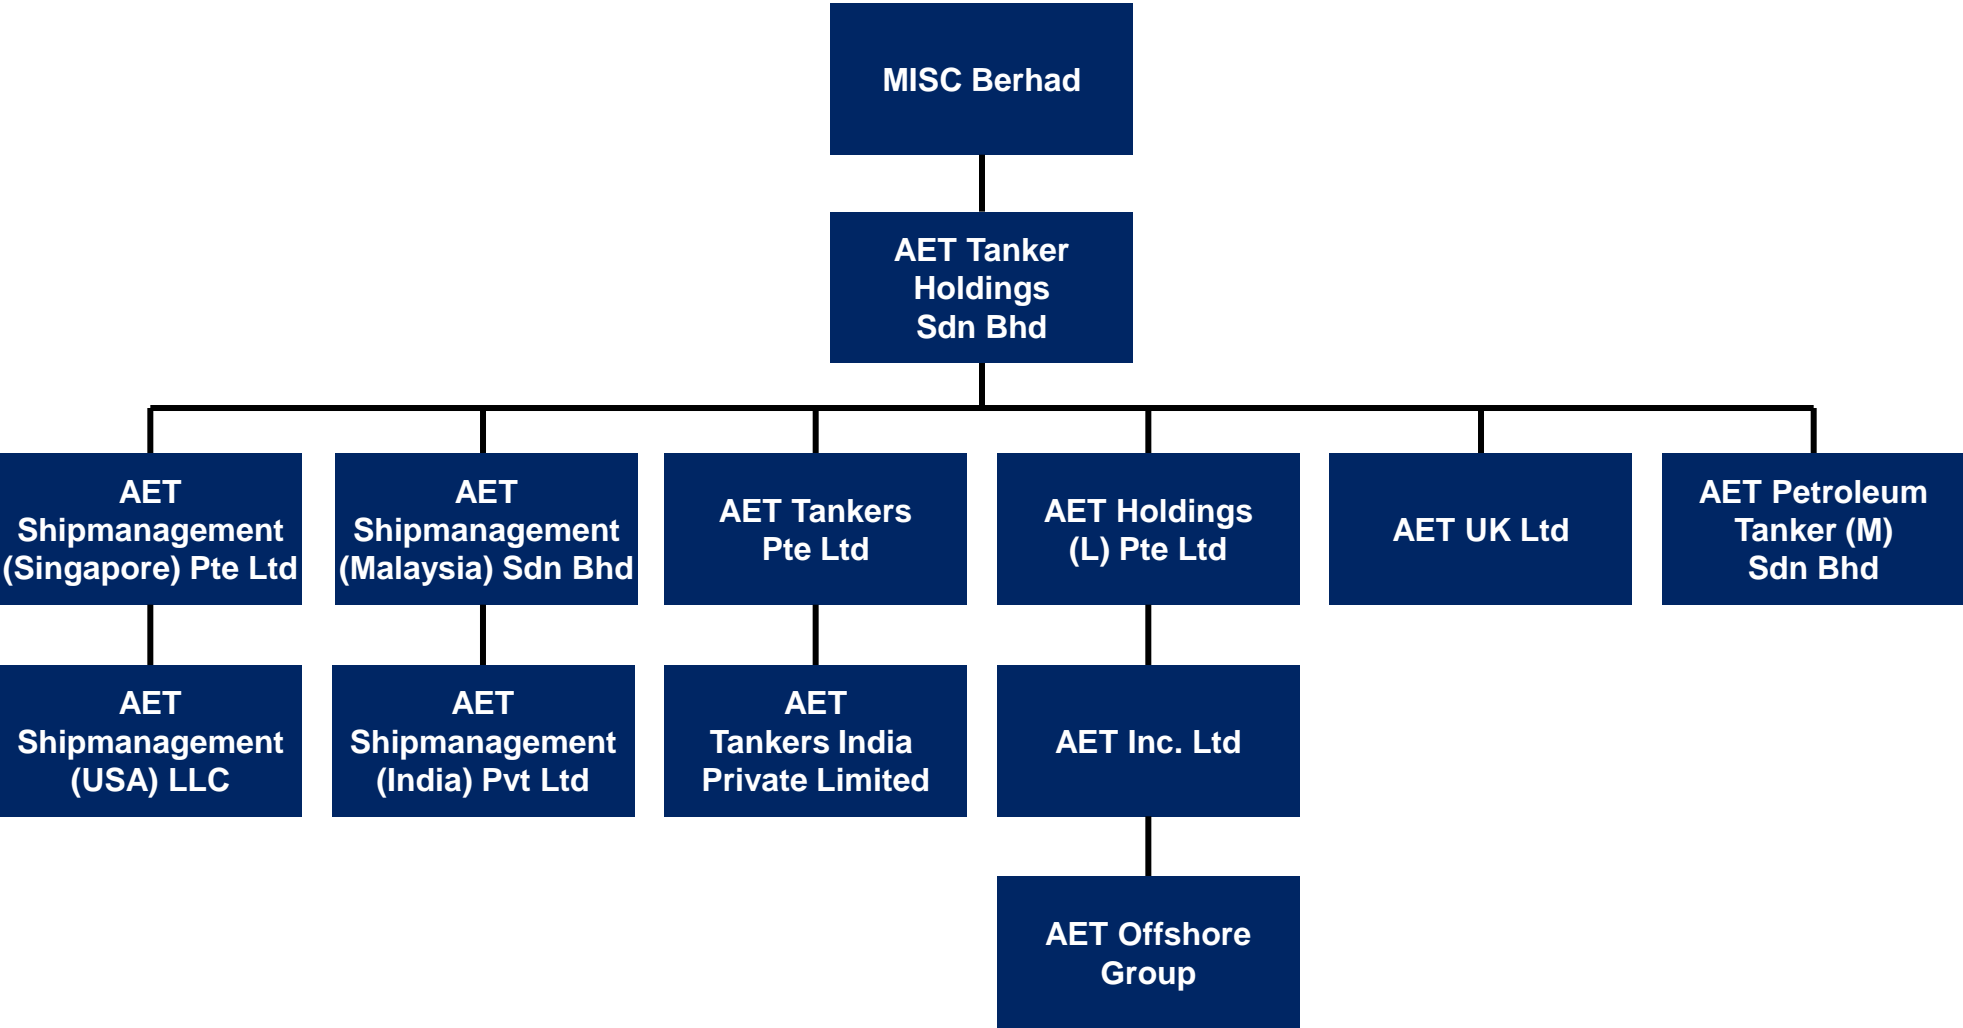 MISC Berhad
AET Tanker
Holdings
Sdn Bhd
AET
Shipmanagement
(Singapore) Pte Ltd
AET
Shipmanagement
(Malaysia) Sdn Bhd
AET Tankers
Pte Ltd
AET Holdings
(L) Pte Ltd
AET UK Ltd
AET Petroleum
Tanker (M)
Sdn Bhd
AET
Shipmanagement
(USA) LLC
AET
Shipmanagement
(India) Pvt Ltd
AET
Tankers India
Private Limited
AET Inc. Ltd
AET Offshore
Group